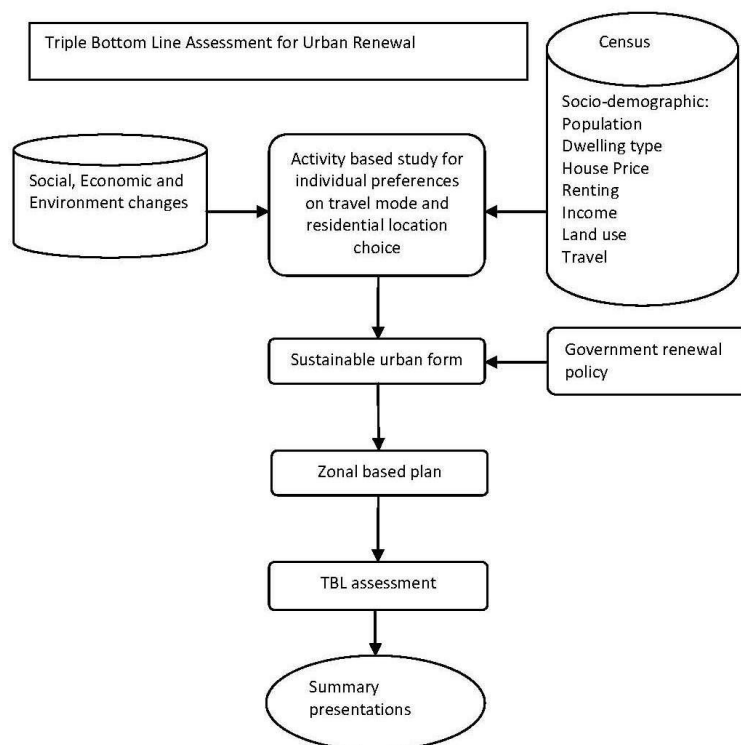 Triple Bottom Line Assessment for Urban Renewal
Census
Socio-demographic:
Population
Dwelling type
House Price
Renting
Income
Land use
Travel
Social, Economic and
Environment changes
Activity based study for
individual preferences
on travel mode and
residential location
choice
Sustainable urban form
Government renewal
policy
Zonal based plan
TBL assessment
Summary
presentations